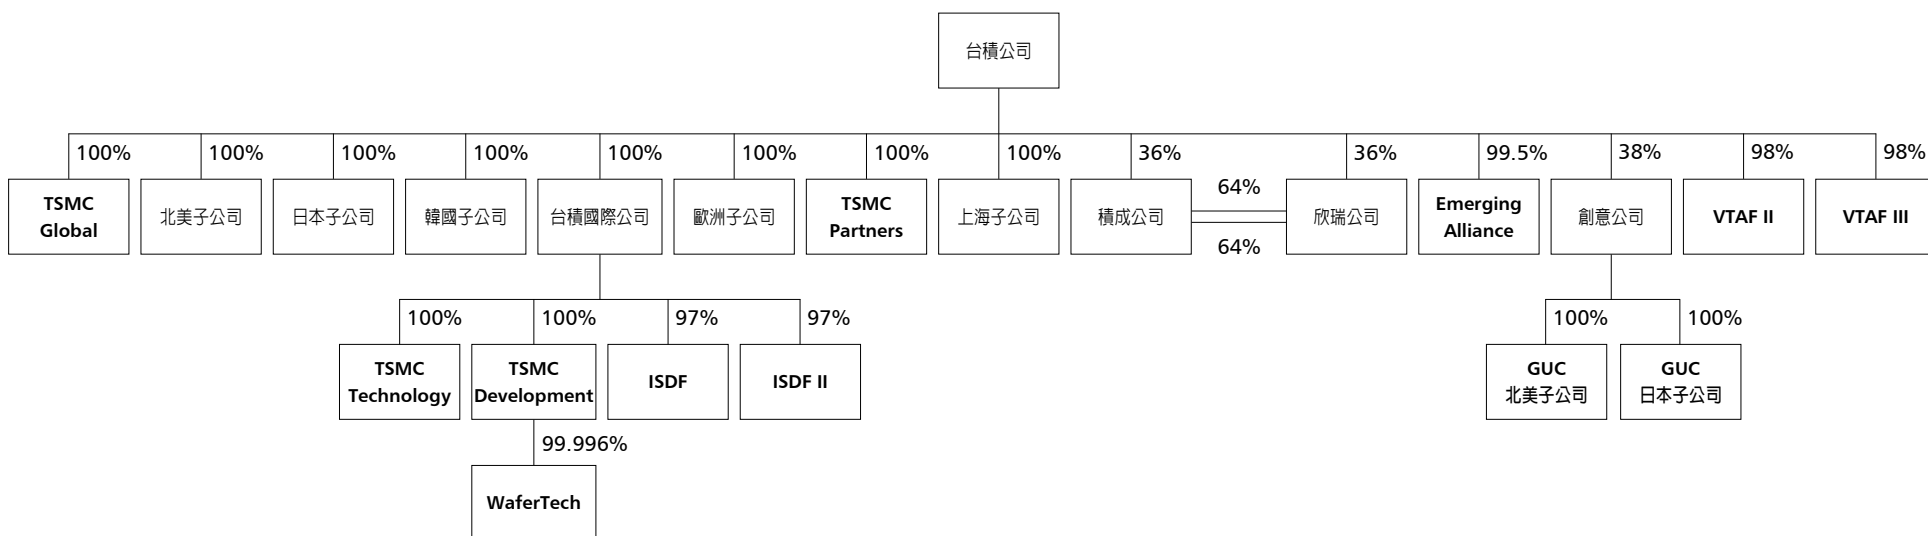 台積公司
100%
100%
100%
100%
100%
100%
100%
100%
36%
36%
99.5%
38%
98%
98%
TSMC
Global
北美子公司
日本子公司
韓國子公司
台積國際公司
歐洲子公司
TSMC
Partners
上海子公司
積成公司
64%
64%
欣瑞公司
Emerging
Alliance
創意公司
VTAF II
VTAF III
100%
100%
97%
97%
100%
100%
TSMC
Technology
TSMC
Development
ISDF
ISDF II
GUC
北美子公司
GUC
日本子公司
99.996%
WaferTech